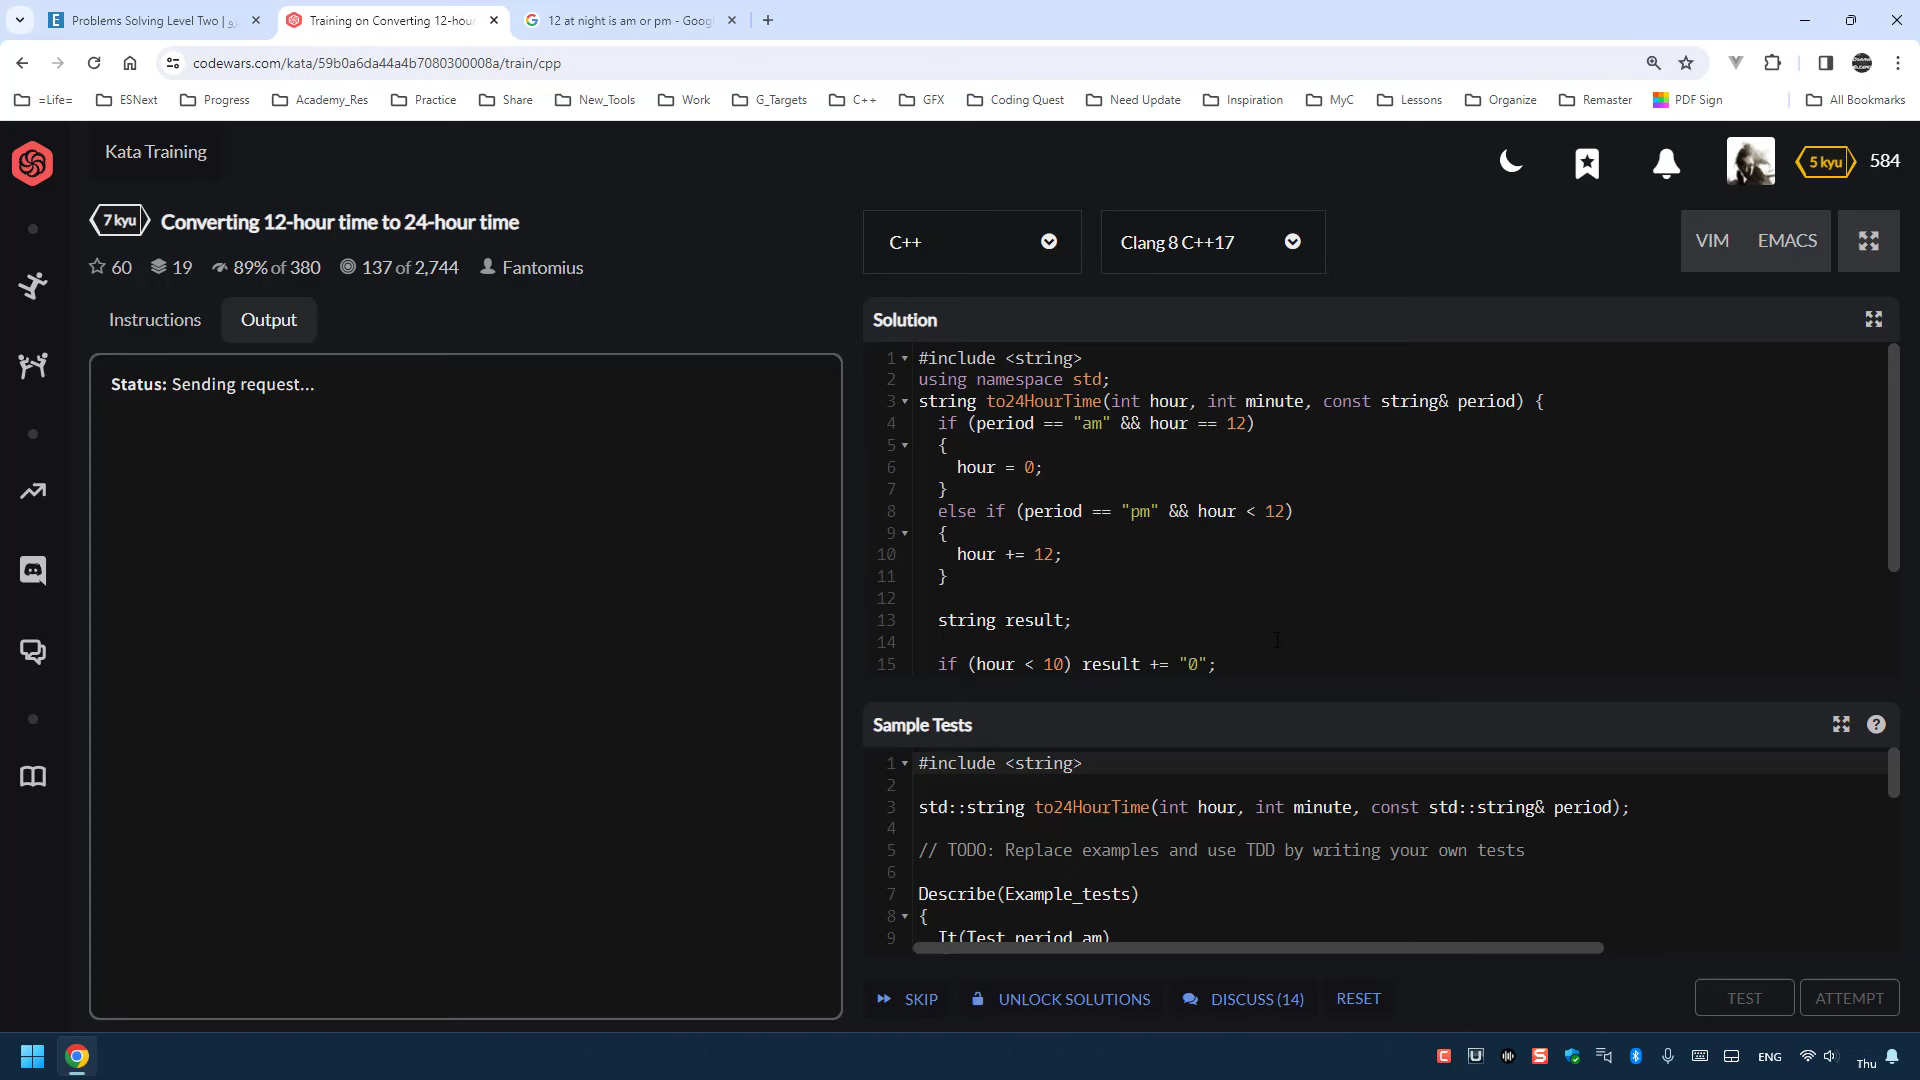 Problems Solving Level Two |
Training on Converting 12-hour
12 at night is am or pm - Goog
codewars.com/kata/59b0a6da44a4b7080300008a/train/cpp
=Life=
ESNext
Progress
Academy_Res
Practice
Share
New_Tools
Work
G_Targets
C++
GFX
Coding Quest
Need Update
Inspiration
MyC
Lessons
Organize
Remaster
PDF Sign
All Bookmarks
Kata Training
5 kyu
584
7 kyu
Converting 12-hour time to 24-hour time
60
19
89% of 380
137 of 2,744
Fantomius
C++
Clang 8 C++17
VIM
EMACS
Instructions
Output
Status: Sending request...
Solution
1 #include <string>
2 using namespace std;
3 string to24HourTime(int hour, int minute, const string& period) {
4 if (period == "am" && hour == 12)
5 {
6 hour = 0;
7 }
8 else if (period == "pm" && hour < 12)
9 {
10 hour += 12;
11 }
12
13 string result;
14
15 if (hour < 10) result += "0";
Sample Tests
1 #include <string>
2
3 std::string to24HourTime(int hour, int minute, const std::string& period);
4
5 // TODO: Replace examples and use TDD by writing your own tests
6
7 Describe(Example_tests)
8 {
9 It(Test_period_am)
SKIP
UNLOCK SOLUTIONS
DISCUSS (14)
RESET
TEST
ATTEMPT
ENG
Thu